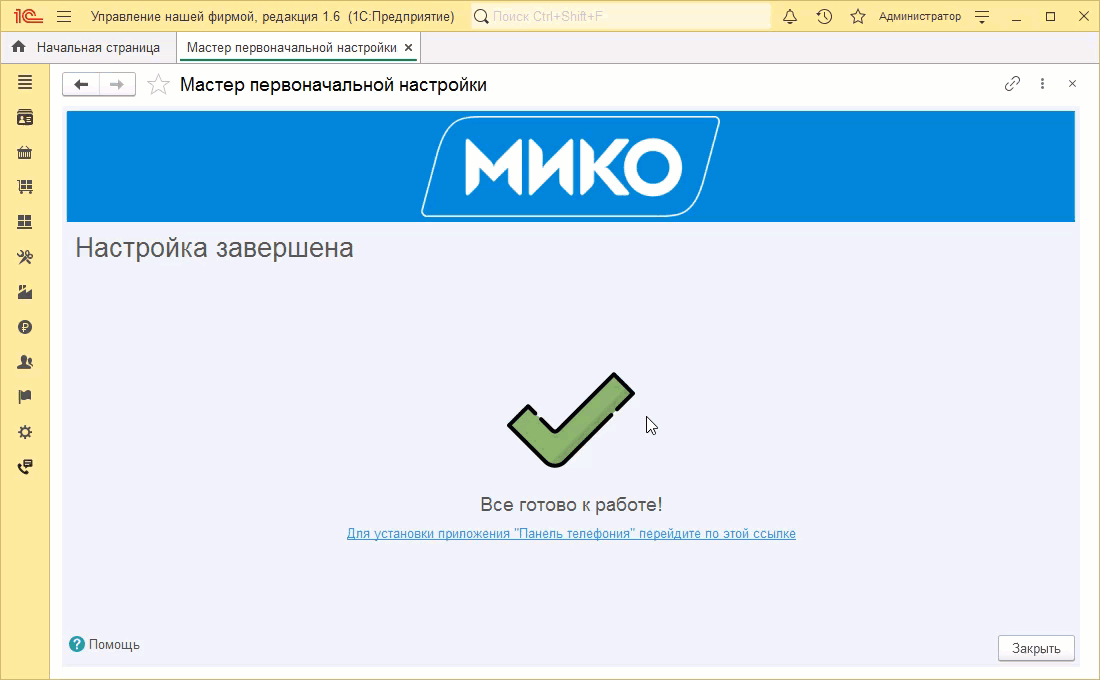 1С Управление нашей фирмой, редакция 1.6 (1С:Предприятие) Поиск Ctrl+Shift+F Администратор
Начальная страница Мастер первоначальной настройки
Мастер первоначальной настройки
МИКО
Настройка завершена
Все готово к работе!
Для установки приложения "Панель телефония" перейдите по этой ссылке
? Помощь
Закрыть